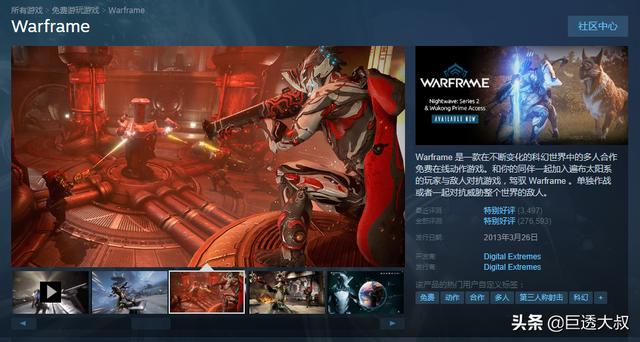 所有游戏 > 免费游玩游戏 > Warframe
Warframe
社区中心
WARFRAME
Nightwave: Series 2
& Wukong Prime Access
AVAILABLE NOW
Warframe 是一款在不断变化的科幻世界中的多人合作
免费在线动作游戏。和你的同伴一起加入遍布太阳系
的玩家与敌人对抗游戏，驾驭 Warframe 。单独作战
或者一起对抗威胁整个世界的敌人。
最近评测: 特别好评 (3,497)
全部评测: 特别好评 (276,593)
发行日期: 2013年3月26日
开发商: Digital Extremes
发行商: Digital Extremes
该产品的热门用户自定义标签：
免费 动作 合作 多人 第三人称射击 科幻 +
头条@巨透大叔